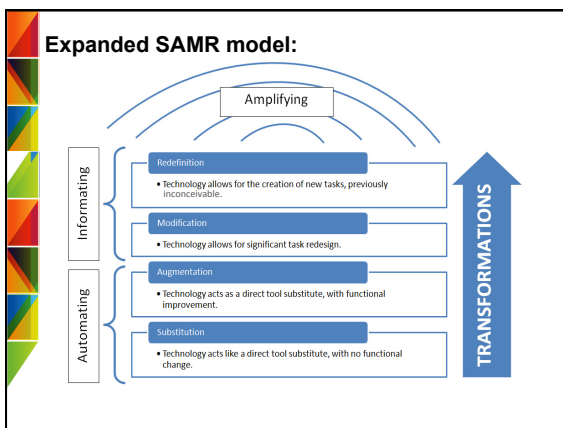 Expanded SAMR model:
Amplifying
Informating
Redefinition
• Technology allows for the creation of new tasks, previously
inconceivable.
Modification
• Technology allows for significant task redesign.
Automating
Augmentation
• Technology acts as a direct tool substitute, with functional
improvement.
Substitution
• Technology acts like a direct tool substitute, with no functional
change.
TRANSFORMATIONS